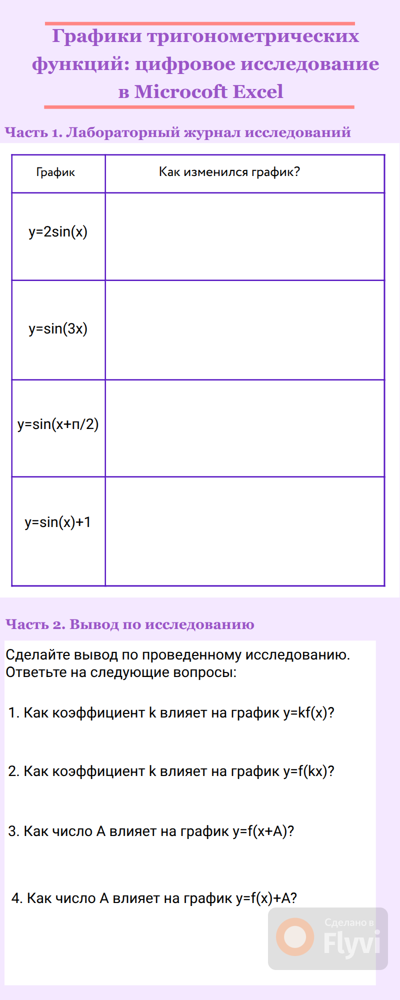 Графики тригонометрических
функций: цифровое исследование
в Microcoft Excel
Часть 1. Лабораторный журнал исследований
График
Как изменился график?
y=2sin(x)
y=sin(3x)
y=sin(x+п/2)
y=sin(x)+1
Часть 2. Вывод по исследованию
Сделайте вывод по проведенному исследованию.
Ответьте на следующие вопросы:
1. Как коэффициент k влияет на график y=kf(x)?
2. Как коэффициент k влияет на график y=f(kx)?
3. Как число А влияет на график y=f(x+A)?
4. Как число А влияет на график y=f(x)+A?
Сделано в
Flyvi